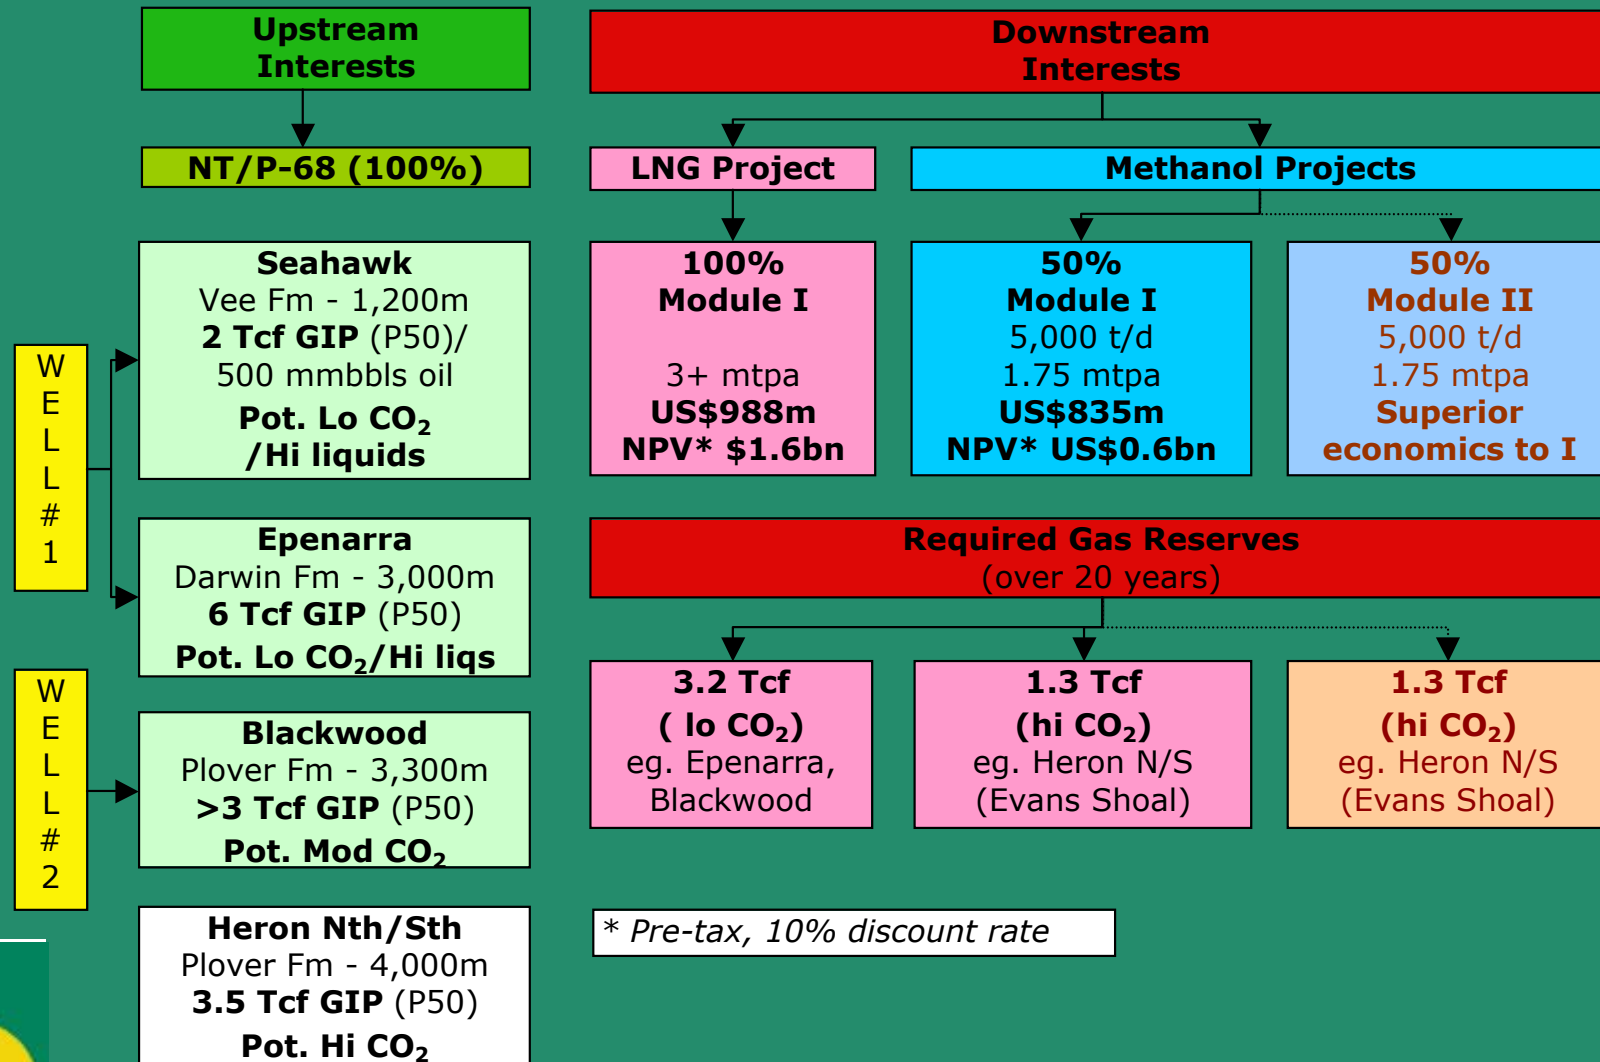 Upstream
Interests
NT/P-68 (100%)
WELL#1
Seahawk
Vee Fm - 1,200m
2 Tcf GIP (P50)/
500 mmbbls oil
Pot. Lo CO₂
/Hi liquids
Epenarra
Darwin Fm - 3,000m
6 Tcf GIP (P50)
Pot. Lo CO₂/Hi liqs
WELL#2
Blackwood
Plover Fm - 3,300m
>3 Tcf GIP (P50)
Pot. Mod CO₂
Heron Nth/Sth
Plover Fm - 4,000m
3.5 Tcf GIP (P50)
Pot. Hi CO₂
Downstream
Interests
LNG Project
Methanol Projects
100%
Module I
3+ mtpa
US$988m
NPV* $1.6bn
50%
Module I
5,000 t/d
1.75 mtpa
US$835m
NPV* US$0.6bn
50%
Module II
5,000 t/d
1.75 mtpa
Superior
economics to I
Required Gas Reserves
(over 20 years)
3.2 Tcf
( lo CO₂)
eg. Epenarra,
Blackwood
1.3 Tcf
(hi CO₂)
eg. Heron N/S
(Evans Shoal)
1.3 Tcf
(hi CO₂)
eg. Heron N/S
(Evans Shoal)
* Pre-tax, 10% discount rate